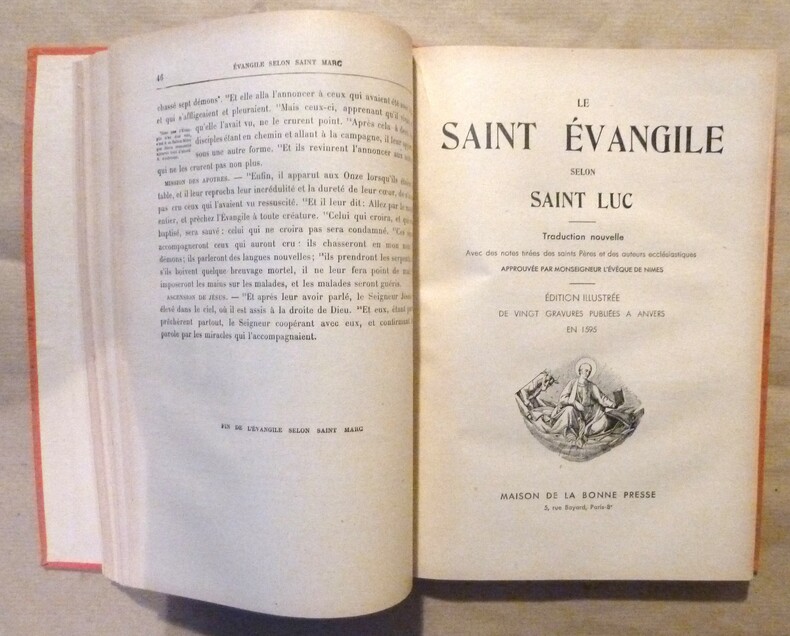 46
ÉVANGILE SELON SAINT MARC
chassé sept démons. "Et elle alla l'annoncer à ceux qui avaient été
et qui s'affligeaient et pleuraient. "Mais ceux-ci, apprenant qu'il
qu'elle l'avait vu, ne le crurent point. "Après cela à
disciples étant en chemin et allant à la campagne, il leur
sous une autre forme. "Et ils revinrent l'annoncer aux
qui ne les crurent pas non plus.
MISSION DES APOTRES. — "Enfin, il apparut aux Onze lorsqu'ils
table, et il leur reprocha leur incrédulité et la dureté de leur cœur, de
pas cru ceux qui l'avaient vu ressuscité. "Et il leur dit : Allez par le
entier, et prêchez l'Évangile à toute créature. "Celui qui croira, et
baptisé, sera sauvé : celui qui ne croira pas sera condamné. "Ces
accompagneront ceux qui auront cru : ils chasseront en mon
démons; ils parleront des langues nouvelles; "ils prendront les
s'ils boivent quelque breuvage mortel, il ne leur fera point de
imposeront les mains sur les malades, et les malades seront guéris.
ASCENSION DE JÉSUS. — "Et après leur avoir parlé, le Seigneur
élevé dans le ciel, où il est assis à la droite de Dieu. "Et eux, étant
prêchèrent partout, le Seigneur coopérant avec eux, et confirmant
parole par les miracles qui l'accompagnaient.
FIN DE L'ÉVANGILE SELON SAINT MARC
LE
SAINT ÉVANGILE
SELON
SAINT LUC
Traduction nouvelle
Avec des notes tirées des saints Pères et des auteurs ecclésiastiques
APPROUVÉE PAR MONSEIGNEUR L'ÉVÊQUE DE NIMES
ÉDITION ILLUSTRÉE
DE VINGT GRAVURES PUBLIÉES A ANVERS
EN 1595
MAISON DE LA BONNE PRESSE
5, rue Bayard, Paris-8ᵉ